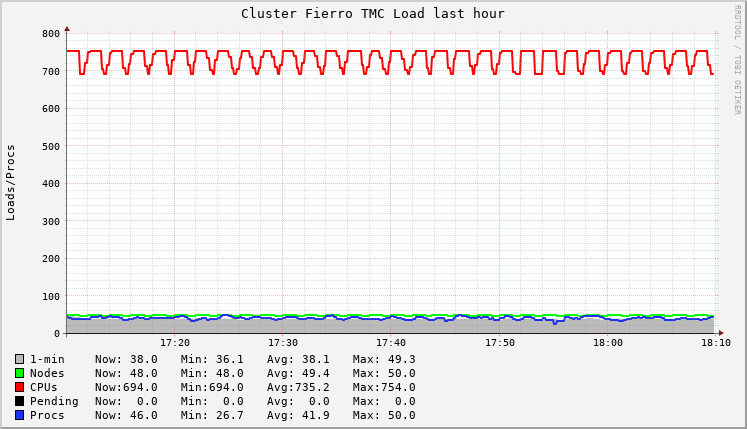 Cluster Fierro TMC Load last hour
RRDTOOL / TOBI OETIKER
Loads/Procs
800
700
600
500
400
300
200
100
0
17:20 17:30 17:40 17:50 18:00 18:10
1-min Now: 38.0 Min: 36.1 Avg: 38.1 Max: 49.3
Nodes Now: 48.0 Min: 48.0 Avg: 49.4 Max: 50.0
CPUs Now:694.0 Min:694.0 Avg:735.2 Max:754.0
Pending Now: 0.0 Min: 0.0 Avg: 0.0 Max: 0.0
Procs Now: 46.0 Min: 26.7 Avg: 41.9 Max: 50.0